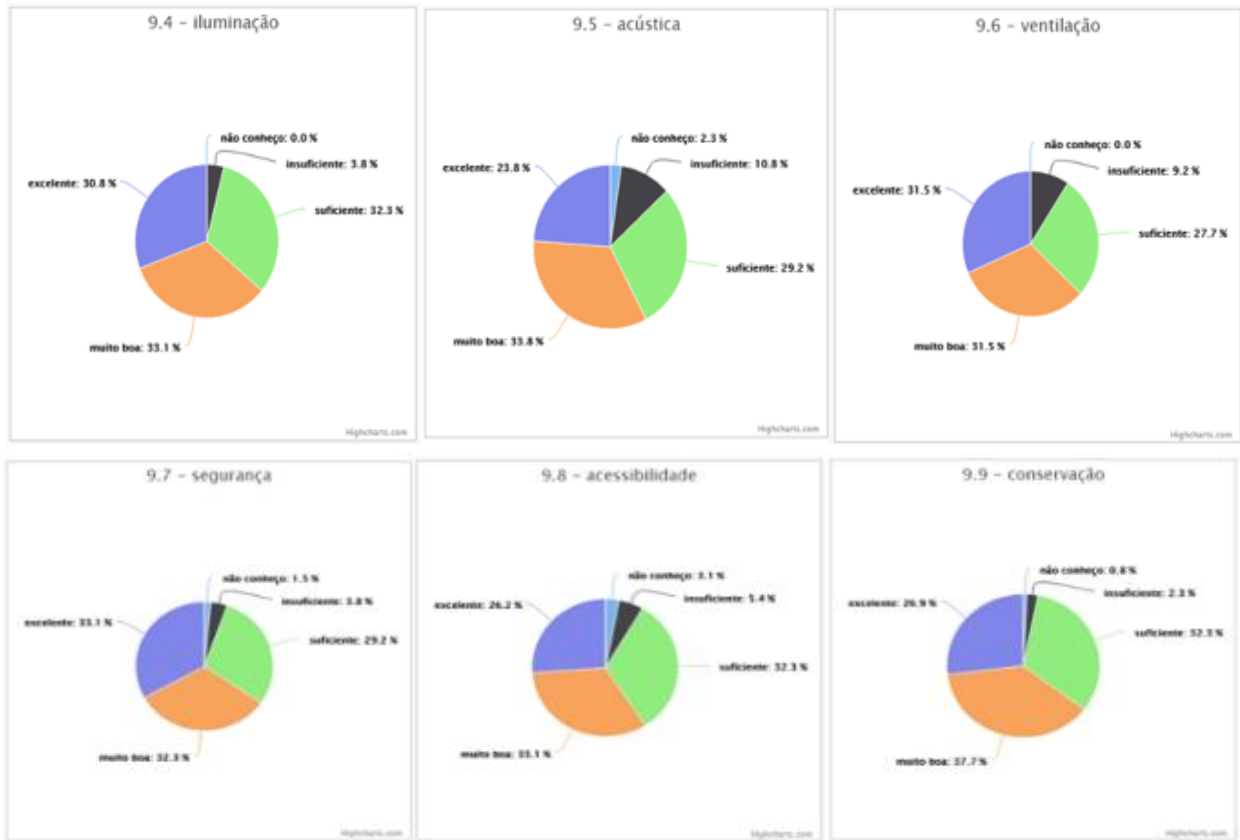 9.4 – iluminação
não conheço: 0.0 %
insuficiente: 3.8 %
excelente: 30.8 %
suficiente: 32.3 %
muito boa: 33.1 %
Highcharts.com
9.5 – acústica
não conheço: 2.3 %
insuficiente: 10.8 %
excelente: 23.8 %
suficiente: 29.2 %
muito boa: 33.8 %
Highcharts.com
9.6 – ventilação
não conheço: 0.0 %
insuficiente: 9.2 %
excelente: 31.5 %
suficiente: 27.7 %
muito boa: 31.5 %
Highcharts.com
9.7 – segurança
não conheço: 1.5 %
insuficiente: 3.8 %
excelente: 33.1 %
suficiente: 29.2 %
muito boa: 32.3 %
Highcharts.com
9.8 – acessibilidade
não conheço: 3.1 %
insuficiente: 5.4 %
excelente: 26.2 %
suficiente: 32.3 %
muito boa: 33.1 %
Highcharts.com
9.9 – conservação
não conheço: 0.8 %
insuficiente: 2.3 %
excelente: 26.9 %
suficiente: 32.3 %
muito boa: 37.7 %
Highcharts.com